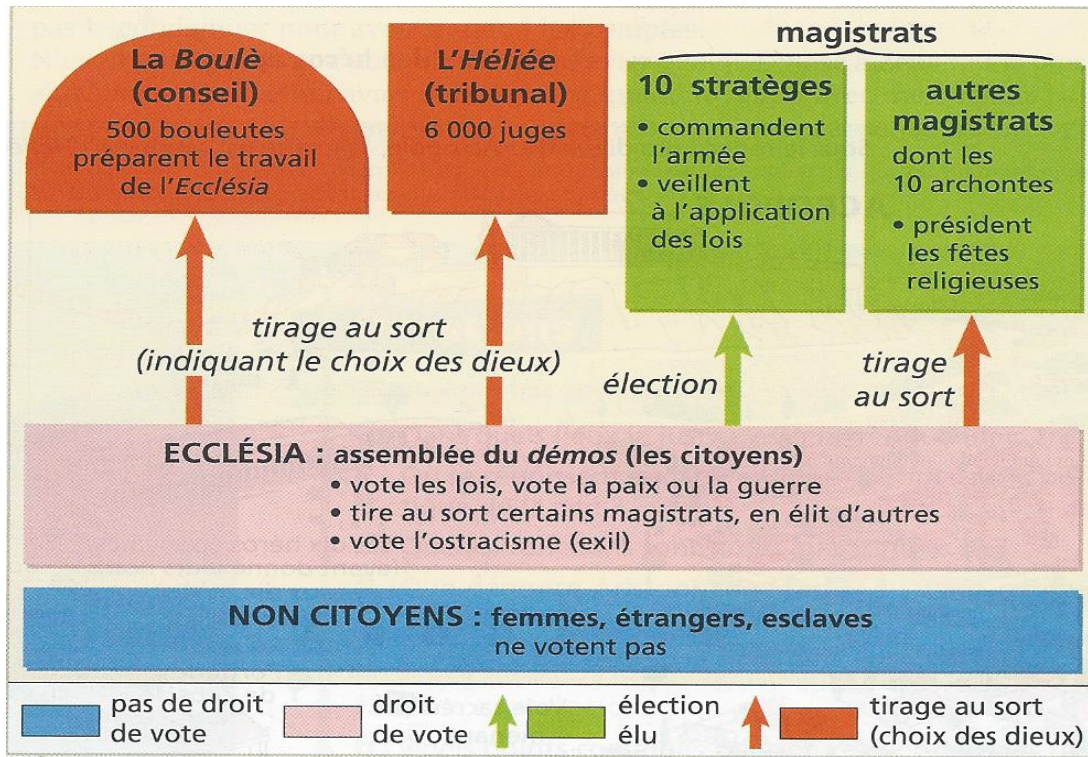 La Boulè
(conseil)
500 bouleutes
préparent le travail
de l'Ecclésia
L'Héliée
(tribunal)
6 000 juges
magistrats
10 stratèges
• commandent
l'armée
• veillent
à l'application
des lois
autres
magistrats
dont les
10 archontes
• président
les fêtes
religieuses
tirage au sort
(indiquant le choix des dieux)
élection
tirage
au sort
ECCLÉSIA : assemblée du démos (les citoyens)
• vote les lois, vote la paix ou la guerre
• tire au sort certains magistrats, en élit d'autres
• vote l'ostracisme (exil)
NON CITOYENS : femmes, étrangers, esclaves
ne votent pas
pas de droit
de vote
droit
de vote
élection
élu
tirage au sort
(choix des dieux)